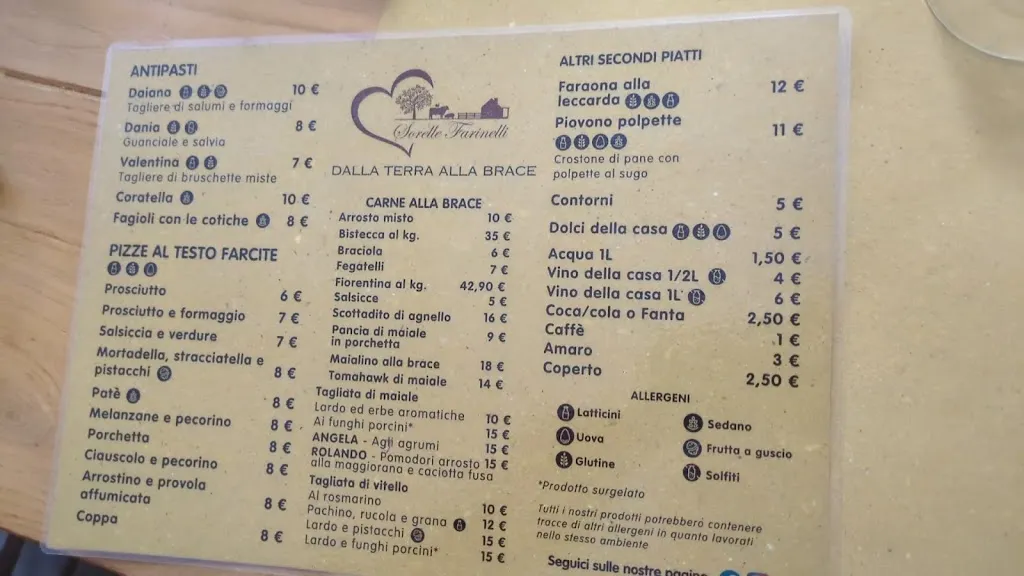 ANTIPASTI
Daiana 10 €
Tagliere di salumi e formaggi
Dania 8 €
Guanciale e salvia
Valentina 7 €
Tagliere di bruschette miste
Coratella 10 €
Fagioli con le cotiche 8 €
PIZZE AL TESTO FARCITE
Prosciutto 6 €
Prosciutto e formaggio 7 €
Salsiccia e verdure 7 €
Mortadella, stracciatella e
pistacchi 8 €
Patè 8 €
Melanzane e pecorino 8 €
Porchetta 8 €
Ciauscolo e pecorino 8 €
Arrostino e provola
affumicata 8 €
Coppa 8 €
Sorelle Farinelli
DALLA TERRA ALLA BRACE
CARNE ALLA BRACE
Arrosto misto 10 €
Bistecca al kg. 35 €
Braciola 6 €
Fegatelli 7 €
Fiorentina al kg. 42,90 €
Salsicce 5 €
Scottadito di agnello 16 €
Pancia di maiale
in porchetta 9 €
Maialino alla brace 18 €
Tomahawk di maiale 14 €
Tagliata di maiale
Lardo ed erbe aromatiche 10 €
Ai funghi porcini* 15 €
ANGELA - Agli agrumi 15 €
ROLANDO - Pomodori arrosto 15 €
alla maggiorana e caciotta fusa
Tagliata di vitello
Al rosmarino 10 €
Pachino, rucola e grana 12 €
Lardo e pistacchi 15 €
Lardo e funghi porcini* 15 €
ALTRI SECONDI PIATTI
Faraona alla
leccarda 12 €
Piovono polpette 11 €
Crostone di pane con
polpette al sugo
Contorni 5 €
Dolci della casa 5 €
Acqua 1L 1,50 €
Vino della casa 1/2L 4 €
Vino della casa 1L 6 €
Coca/cola o Fanta 2,50 €
Caffè 1 €
Amaro 3 €
Coperto 2,50 €
ALLERGENI
Latticini
Uova
Glutine
Sedano
Frutta a guscio
Solfiti
*Prodotto surgelato
Tutti i nostri prodotti potrebbero contenere
tracce di altri allergeni in quanto lavorati
nello stesso ambiente
Seguici sulle nostre pagine